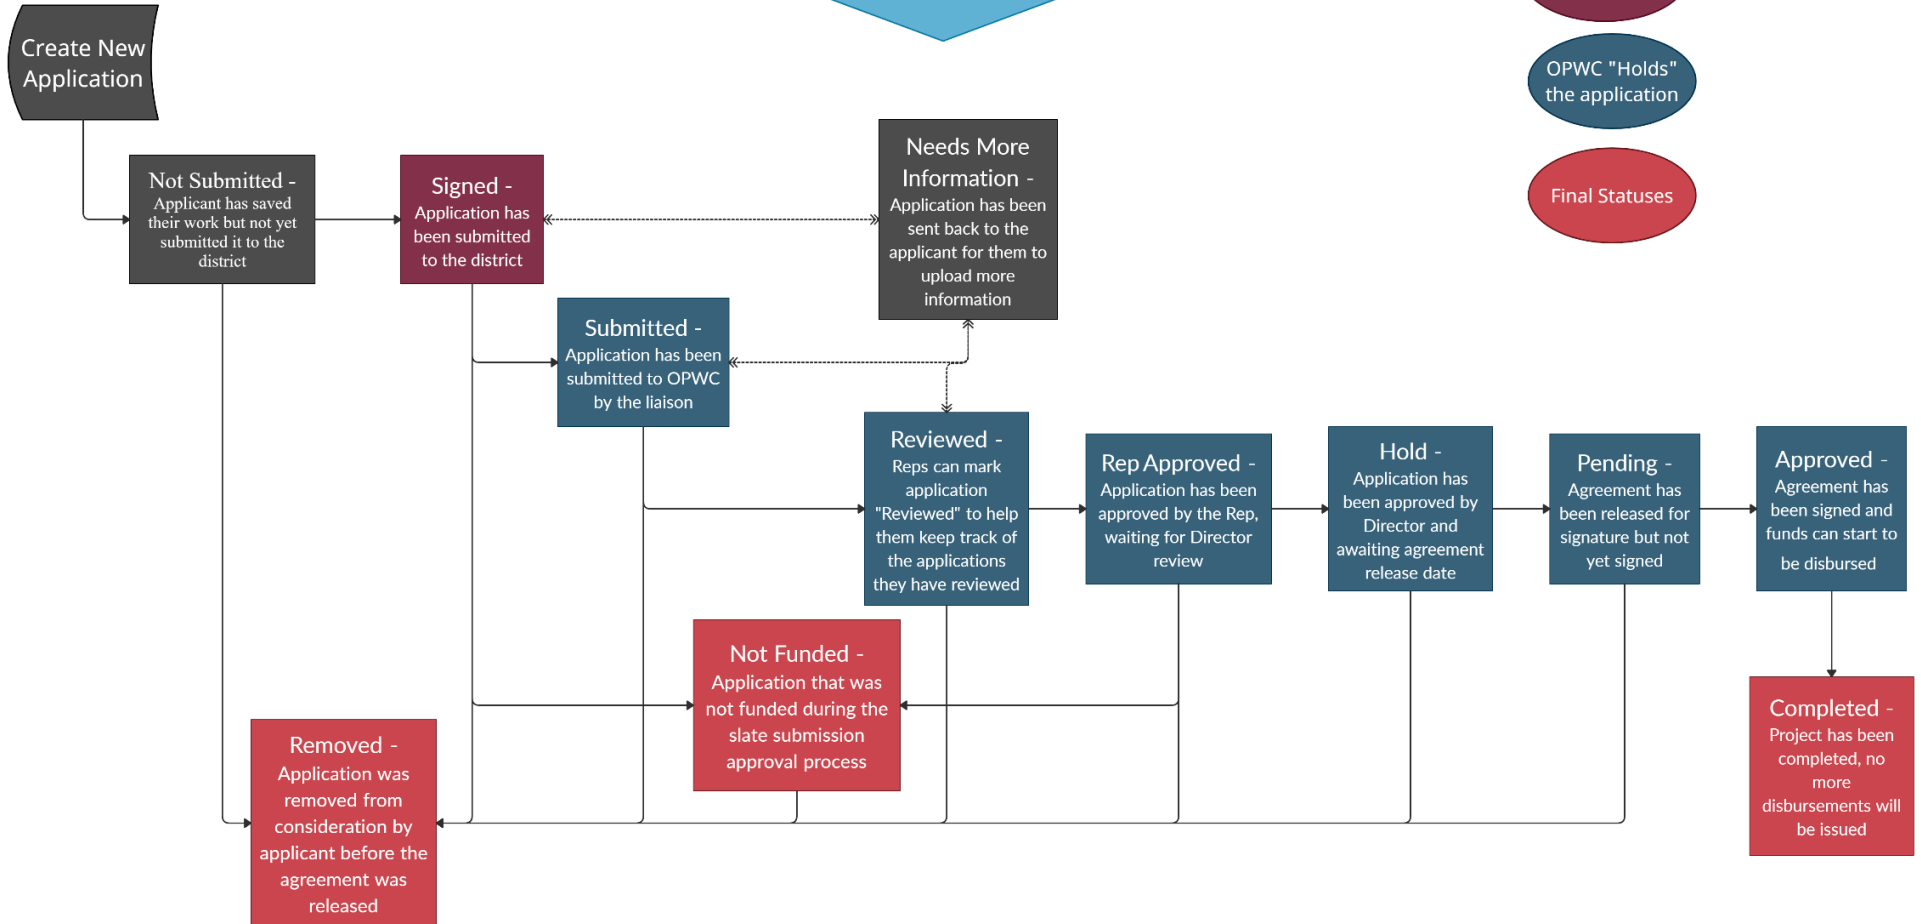 Create New
Application
OPWC "Holds"
the application
Final Statuses
Not Submitted -
Applicant has saved
their work but not yet
submitted it to the
district
Signed -
Application has
been submitted
to the district
Needs More
Information -
Application has been
sent back to the
applicant for them to
upload more
information
Submitted -
Application has been
submitted to OPWC
by the liaison
Reviewed -
Reps can mark
application
"Reviewed" to help
them keep track of
the applications
they have reviewed
Rep Approved -
Application has been
approved by the Rep,
waiting for Director
review
Hold -
Application has
been approved by
Director and
awaiting agreement
release date
Pending -
Agreement has
been released for
signature but not
yet signed
Approved -
Agreement has
been signed and
funds can start to
be disbursed
Not Funded -
Application that was
not funded during the
slate submission
approval process
Removed -
Application was
removed from
consideration by
applicant before the
agreement was
released
Completed -
Project has been
completed, no
more
disbursements will
be issued